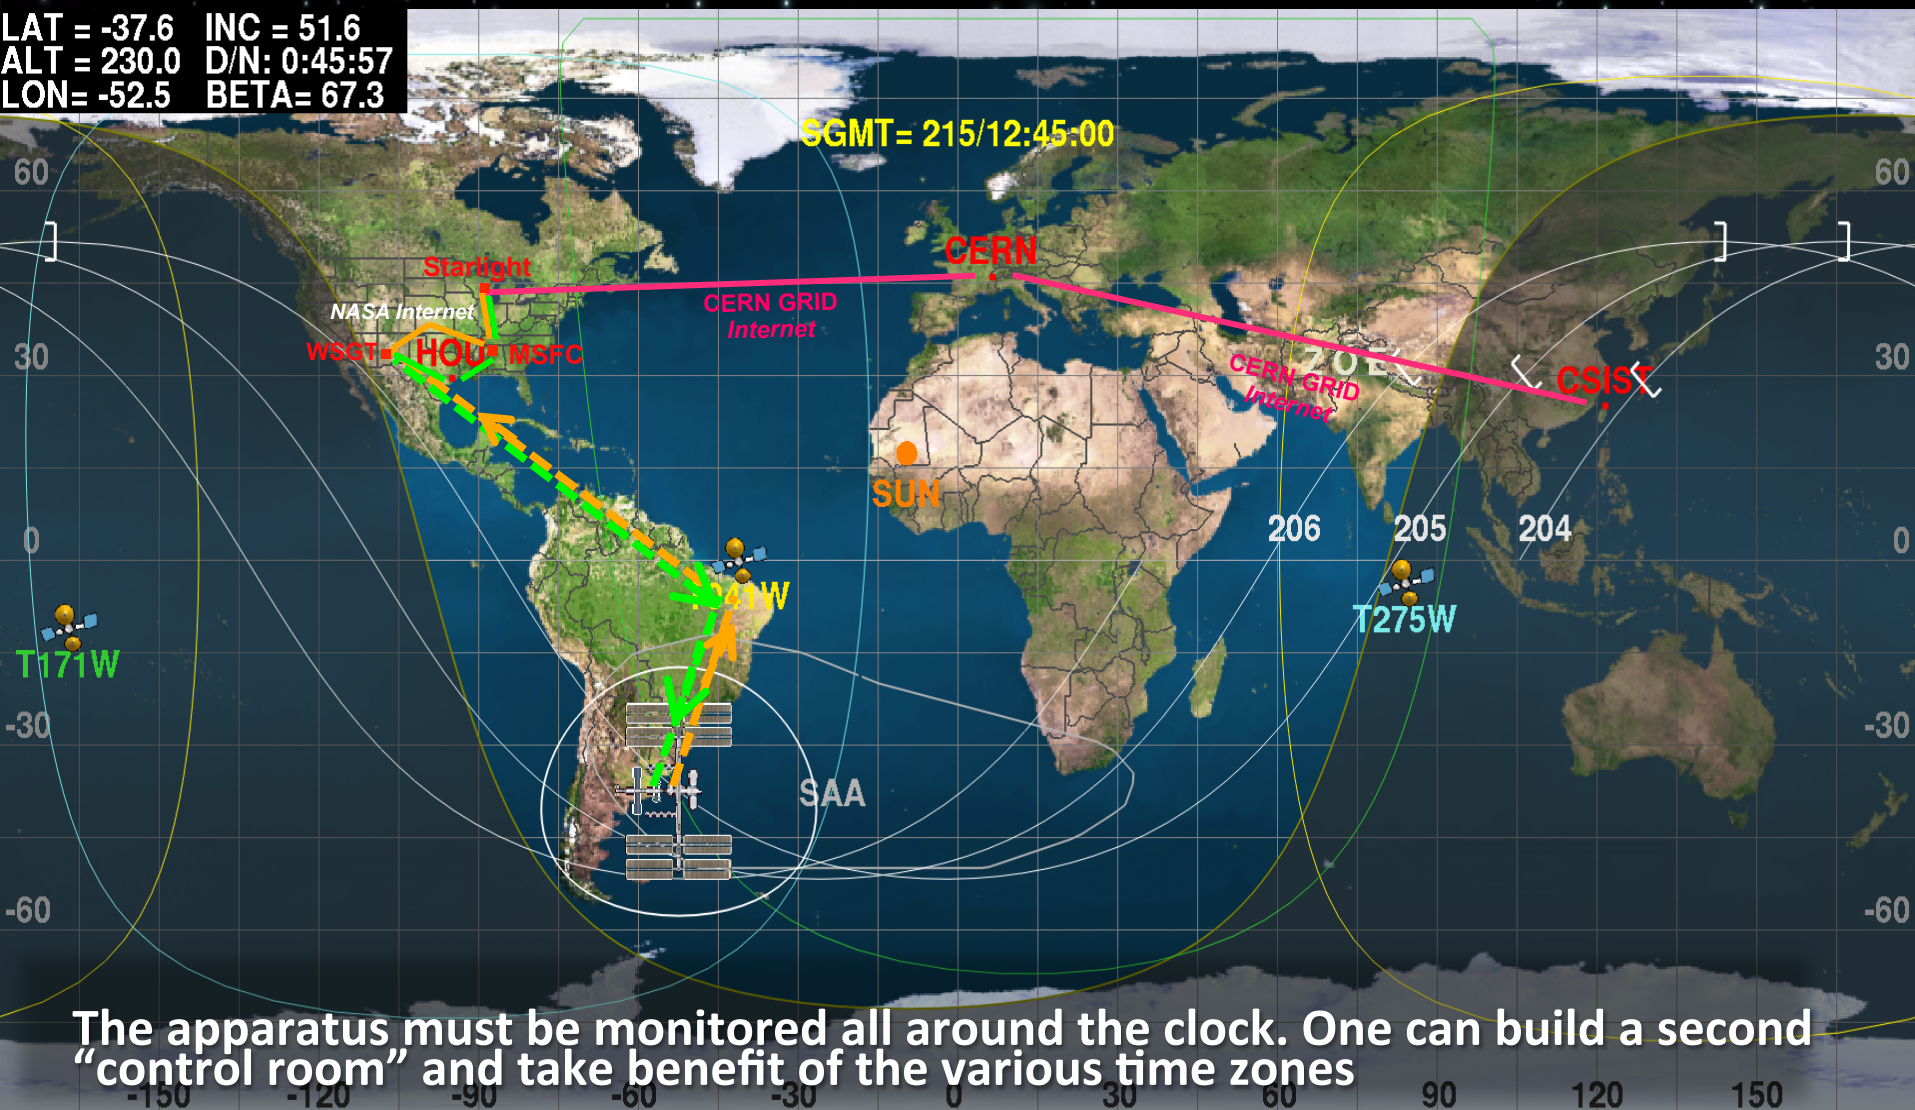 LAT = -37.6 INC = 51.6
ALT = 230.0 D/N: 0:45:57
LON= -52.5 BETA= 67.3
SGMT= 215/12:45:00
60 60
CERN
Starlight
CERN GRID
Internet
NASA Internet
WSGT HOU MSFC
30 30
ZOE
CERN GRID
Internet
CSIST
SUN
206 205 204
0 0
41W
T275W
T171W
-30 -30
SAA
-60 -60
The apparatus must be monitored all around the clock. One can build a second
“control room” and take benefit of the various time zones
-150 -120 -90 -60 -30 0 30 60 90 120 150